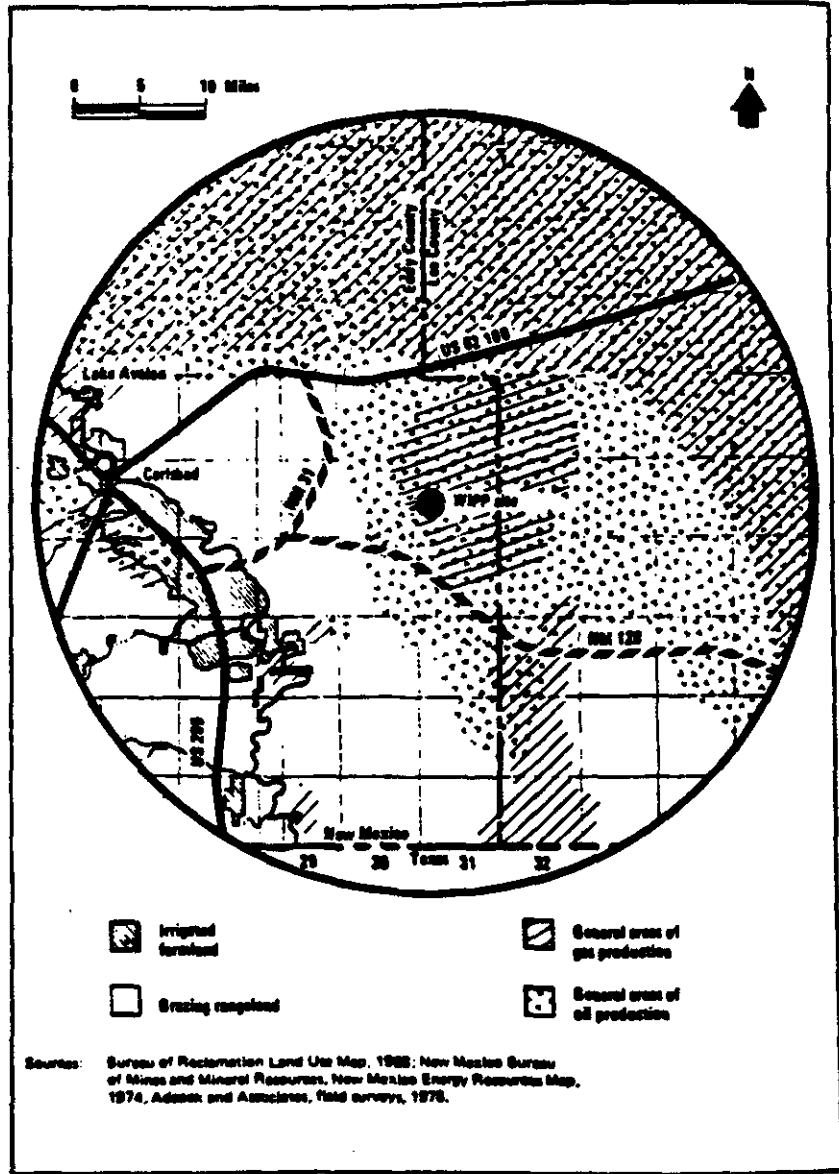 0 5 10 Miles
N
Eddy County
Lea County
US 62 180
Lake Avalon
Carlsbad
NM 31
WIPP site
NM 128
US 285
New Mexico
Texas
29 30 31 32
Irrigated
farmland
Grazing rangeland
General areas of
gas production
General areas of
oil production
Sources: Bureau of Reclamation Land Use Map, ; New Mexico Bureau
of Mines and Mineral Resources, New Mexico Energy Resources Map,
1974, Adcock and Associates, field surveys, 1978.